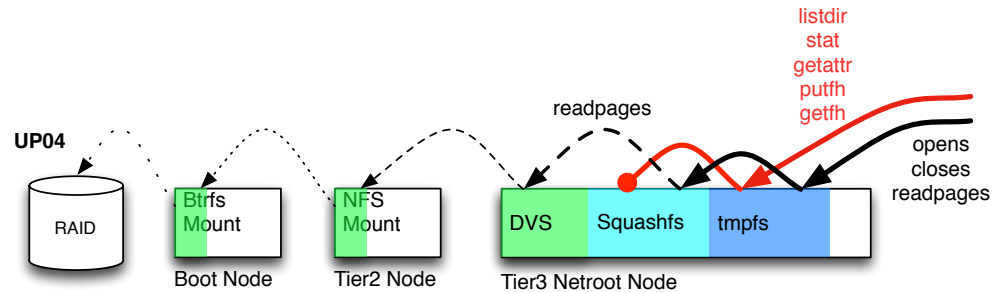 listdir
stat
getattr
putfh
getfh
readpages
opens
closes
readpages
UP04
RAID
Btrfs
Mount
Boot Node
NFS
Mount
Tier2 Node
DVS
Squashfs
tmpfs
Tier3 Netroot Node